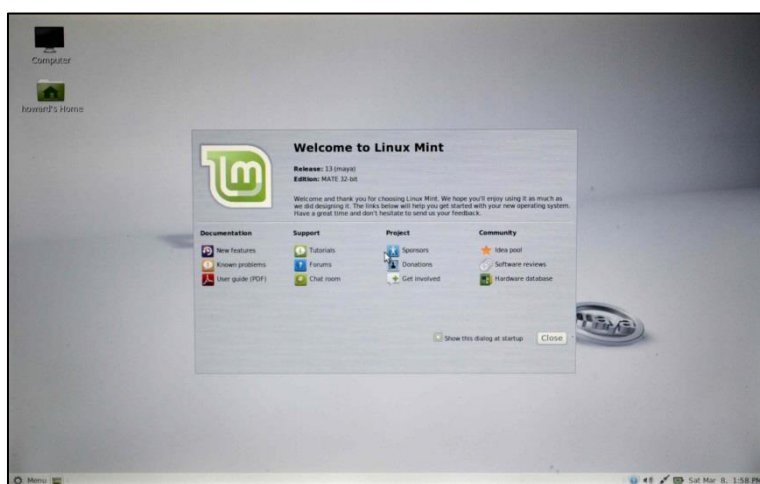 Computer
howard's Home
Welcome to Linux Mint
Release: 13 (maya)
Edition: MATE 32-bit
Welcome and thank you for choosing Linux Mint. We hope you'll enjoy using it as much as
we did designing it. The links below will help you get started with your new operating system.
Have a great time and don't hesitate to send us your feedback.
Documentation Support Project Community
New features Tutorials Sponsors Idea pool
Known problems Forums Donations Software reviews
User guide (PDF) Chat room Get involved Hardware database
Show this dialog at startup Close
Menu Sat Mar 8, 1:58 PM